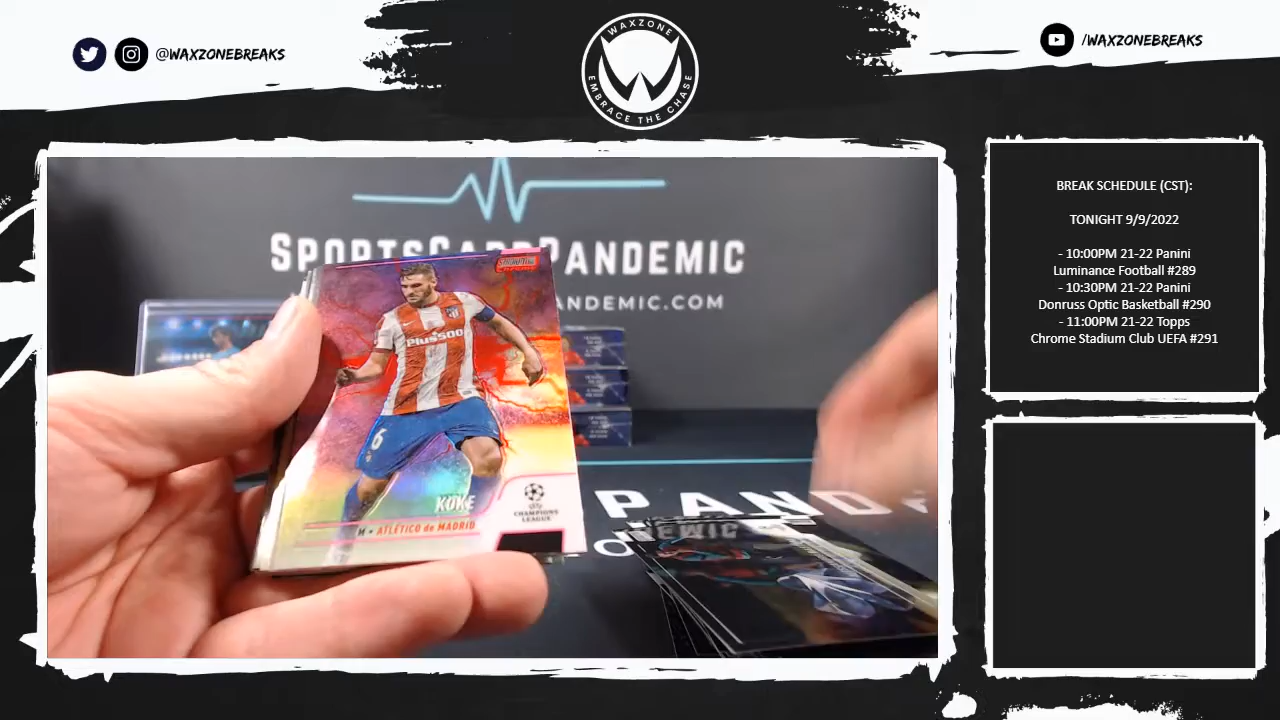 @WAXZONEBREAKS
WAXZONE
EMBRACE THE CHASE
/WAXZONEBREAKS
BREAK SCHEDULE (CST):
TONIGHT 9/9/2022
- 10:00PM 21-22 Panini
Luminance Football #289
- 10:30PM 21-22 Panini
Donruss Optic Basketball #290
- 11:00PM 21-22 Topps
Chrome Stadium Club UEFA #291
SPORTSCARDPANDEMIC
PANDEMIC.COM
Plus500
6
KOKE
M • ATLÉTICO de MADRID
CHAMPIONS
LEAGUE
PANDE